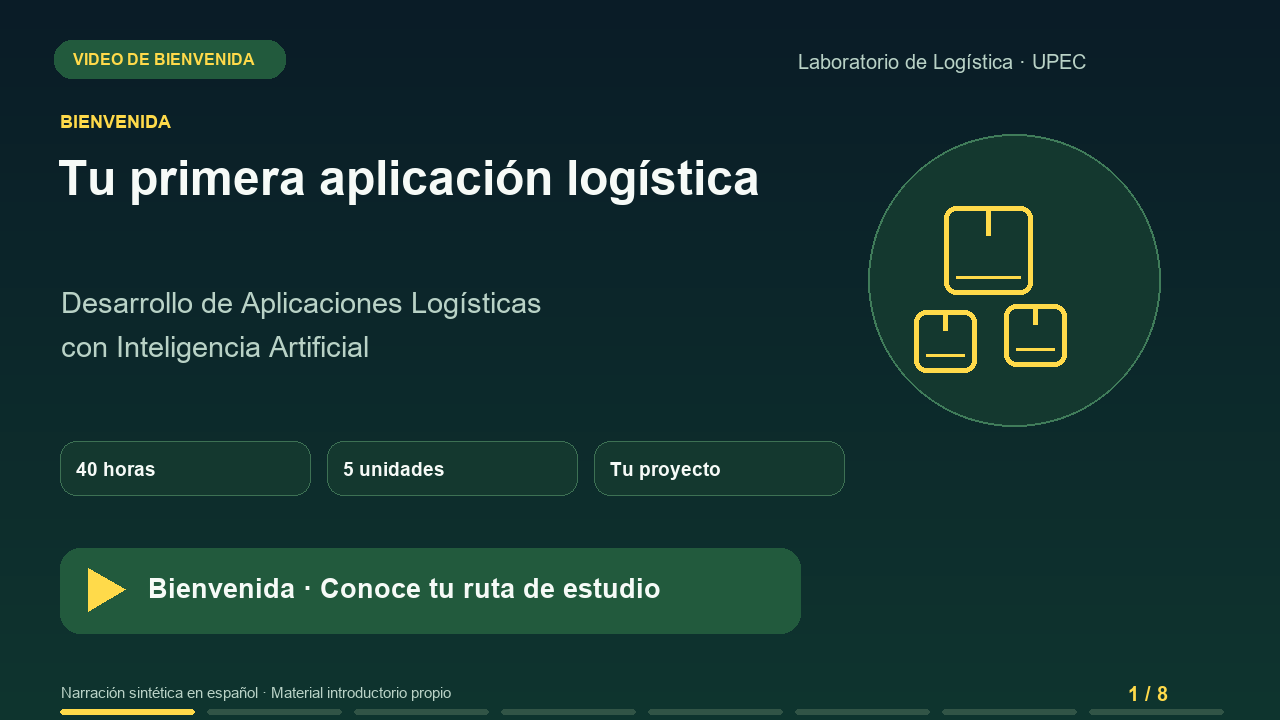 VIDEO DE BIENVENIDA
Laboratorio de Logística · UPEC
BIENVENIDA
Tu primera aplicación logística
Desarrollo de Aplicaciones Logísticas
con Inteligencia Artificial
40 horas
5 unidades
Tu proyecto
Bienvenida · Conoce tu ruta de estudio
Narración sintética en español · Material introductorio propio
1 / 8